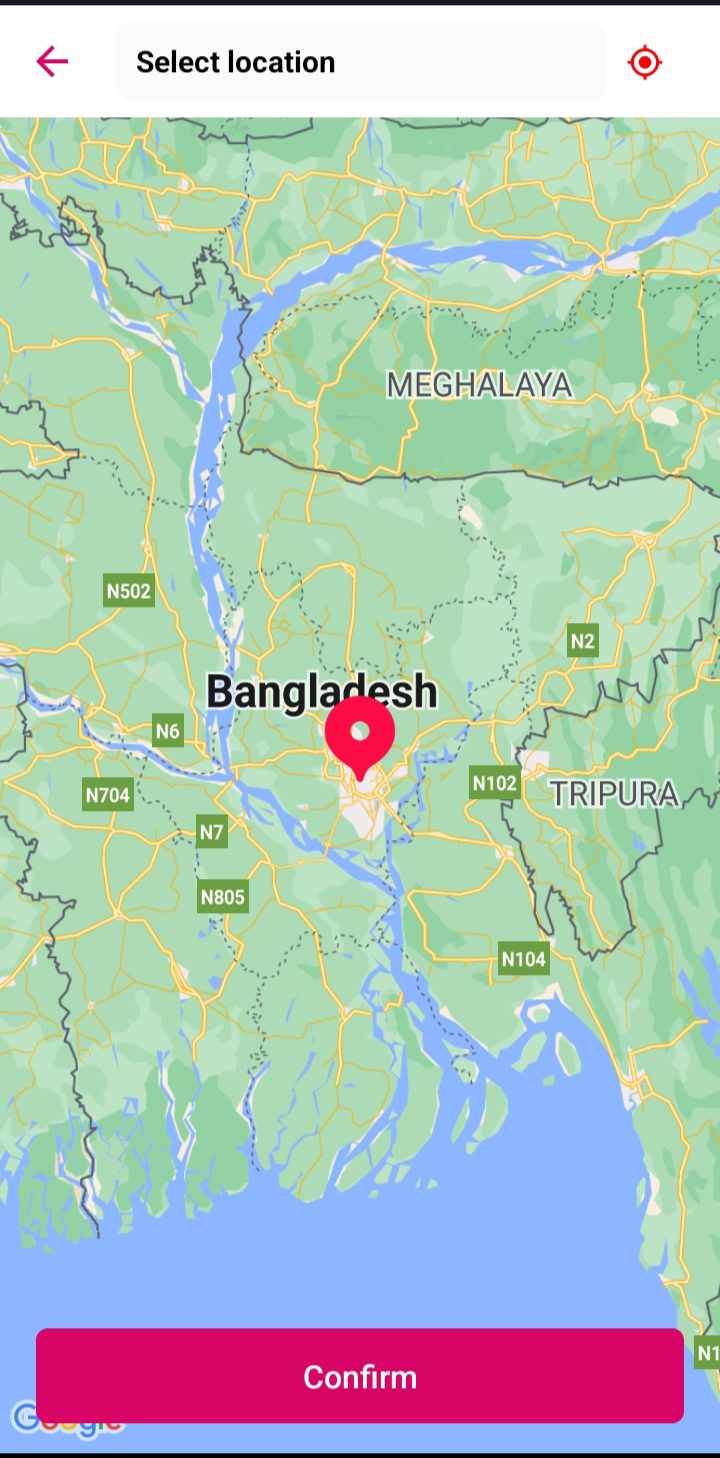 Select location
MEGHALAYA
N502
N2
Bangladesh
N6
N102
TRIPURA
N704
N7
N805
N104
N1
Confirm
Google